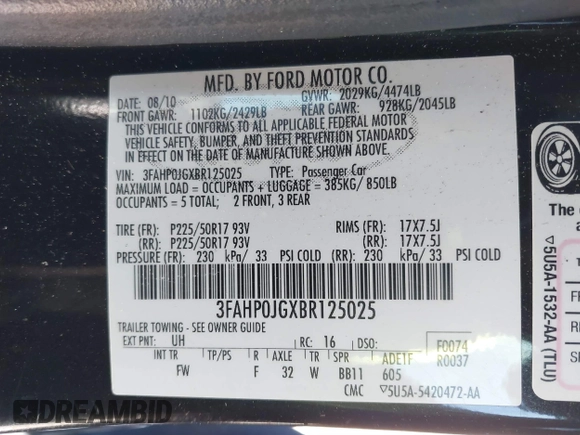 MFD. BY FORD MOTOR CO.
DATE: 08/10 GVWR: 2029KG/4474LB
FRONT GAWR: 1102KG/2429LB REAR GAWR: 928KG/2045LB
THIS VEHICLE CONFORMS TO ALL APPLICABLE FEDERAL MOTOR
VEHICLE SAFETY, BUMPER, AND THEFT PREVENTION STANDARDS
IN EFFECT ON THE DATE OF MANUFACTURE SHOWN ABOVE.
VIN: 3FAHP0JGXBR125025 TYPE: Passenger Car
MAXIMUM LOAD = OCCUPANTS + LUGGAGE = 385KG/850LB
OCCUPANTS = 5 TOTAL; 2 FRONT, 3 REAR
TIRE (FR): P225/50R17 93V RIMS (FR): 17X7.5J
(RR): P225/50R17 93V (RR): 17X7.5J
PRESSURE (FR): 230 kPa/ 33 PSI COLD (RR): 230 kPa/ 33 PSI COLD
3FAHP0JGXBR125025
TRAILER TOWING - SEE OWNER GUIDE
EXT PNT: UH RC: 16 DSO: F0074
R0037
INT TR TP/PS R AXLE TR SPR ADETF
FW F 32 W BB11 605
CMC ▽5U5A-5420472-AA
The
▽5U5A-1532-AA (TLU)
DREAMBID